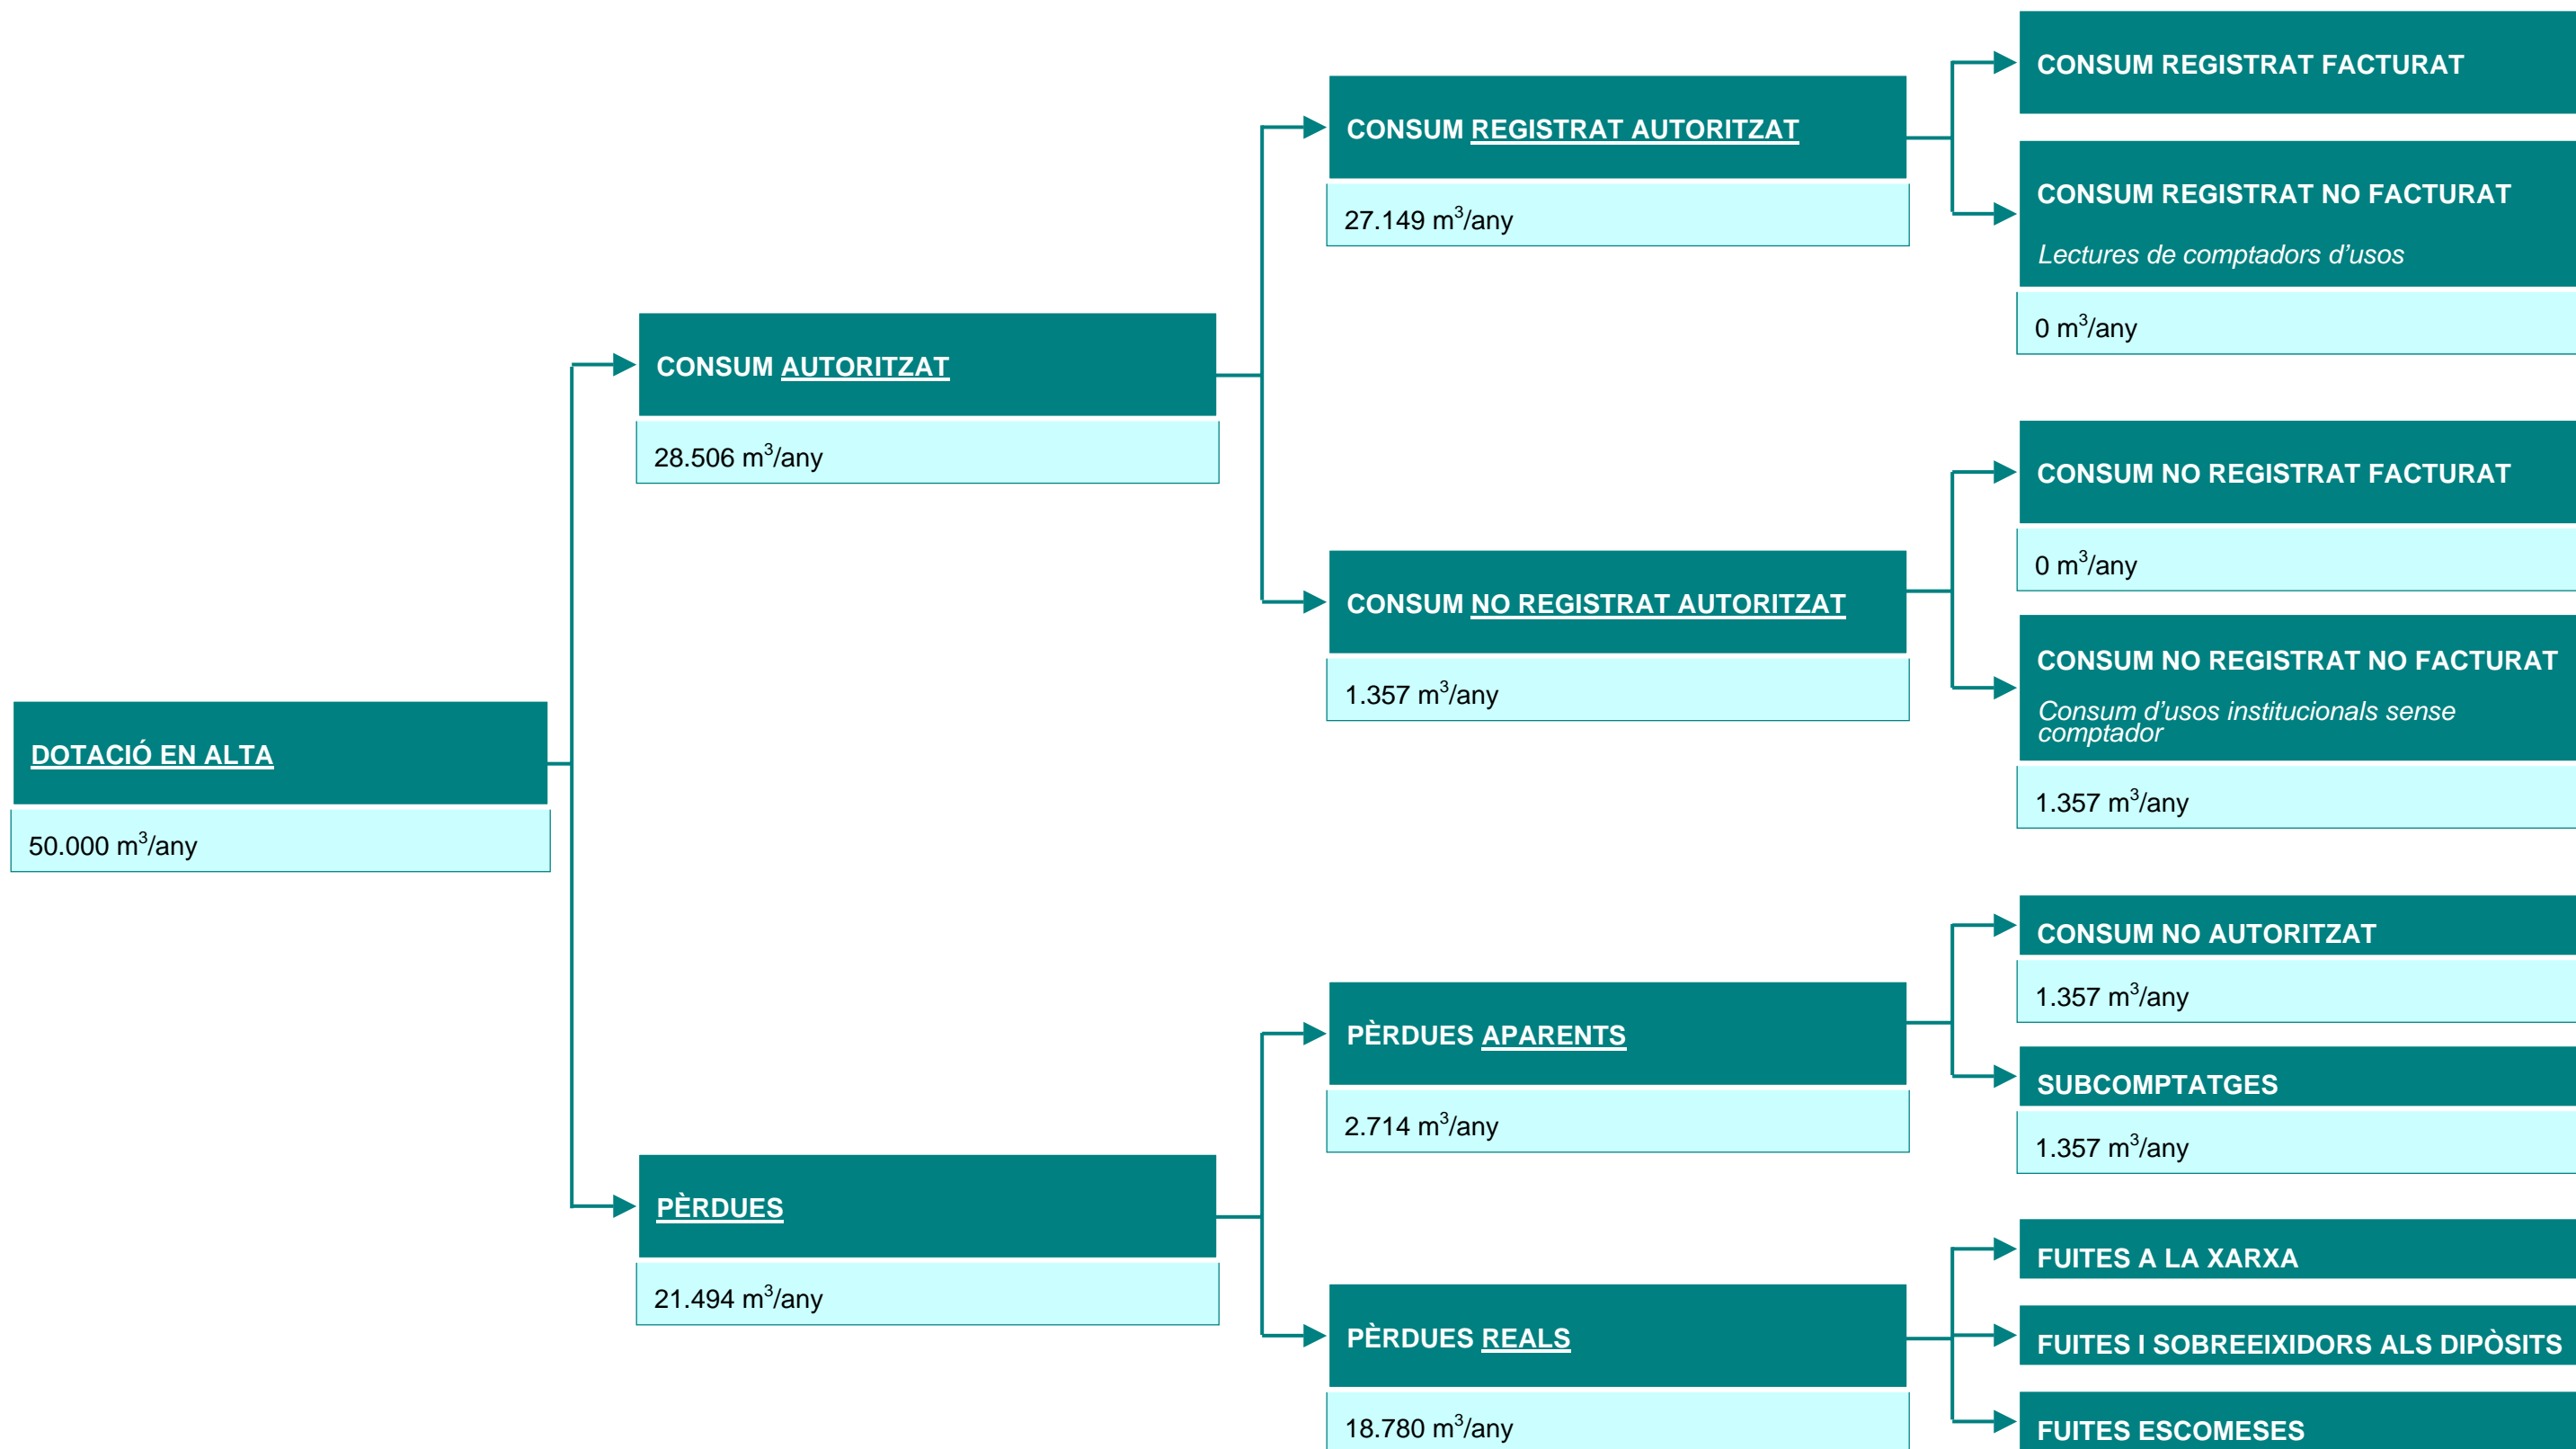 DOTACIÓ EN ALTA
50.000 m³/any
CONSUM AUTORITZAT
28.506 m³/any
PÈRDUES
21.494 m³/any
CONSUM REGISTRAT AUTORITZAT
27.149 m³/any
CONSUM NO REGISTRAT AUTORITZAT
1.357 m³/any
PÈRDUES APARENTS
2.714 m³/any
PÈRDUES REALS
18.780 m³/any
CONSUM REGISTRAT FACTURAT
CONSUM REGISTRAT NO FACTURAT
Lectures de comptadors d’usos
0 m³/any
CONSUM NO REGISTRAT FACTURAT
0 m³/any
CONSUM NO REGISTRAT NO FACTURAT
Consum d’usos institucionals sense
comptador
1.357 m³/any
CONSUM NO AUTORITZAT
1.357 m³/any
SUBCOMPTATGES
1.357 m³/any
FUITES A LA XARXA
FUITES I SOBREEIXIDORS ALS DIPÒSITS
FUITES ESCOMESES